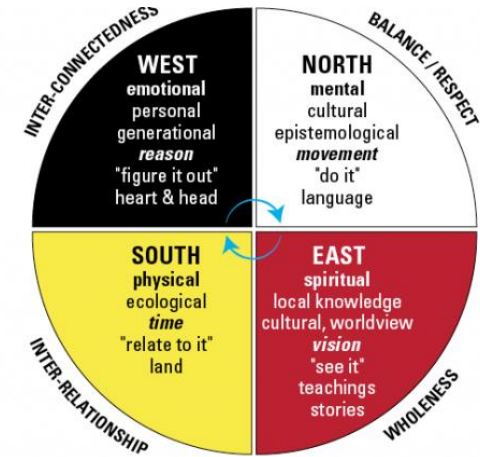 INTER-CONNECTEDNESS
BALANCE / RESPECT
WEST
emotional
personal
generational
reason
"figure it out"
heart & head
NORTH
mental
cultural
epistemological
movement
"do it"
language
SOUTH
physical
ecological
time
"relate to it"
land
EAST
spiritual
local knowledge
cultural, worldview
vision
"see it"
teachings
stories
INTER-RELATIONSHIP
WHOLENESS